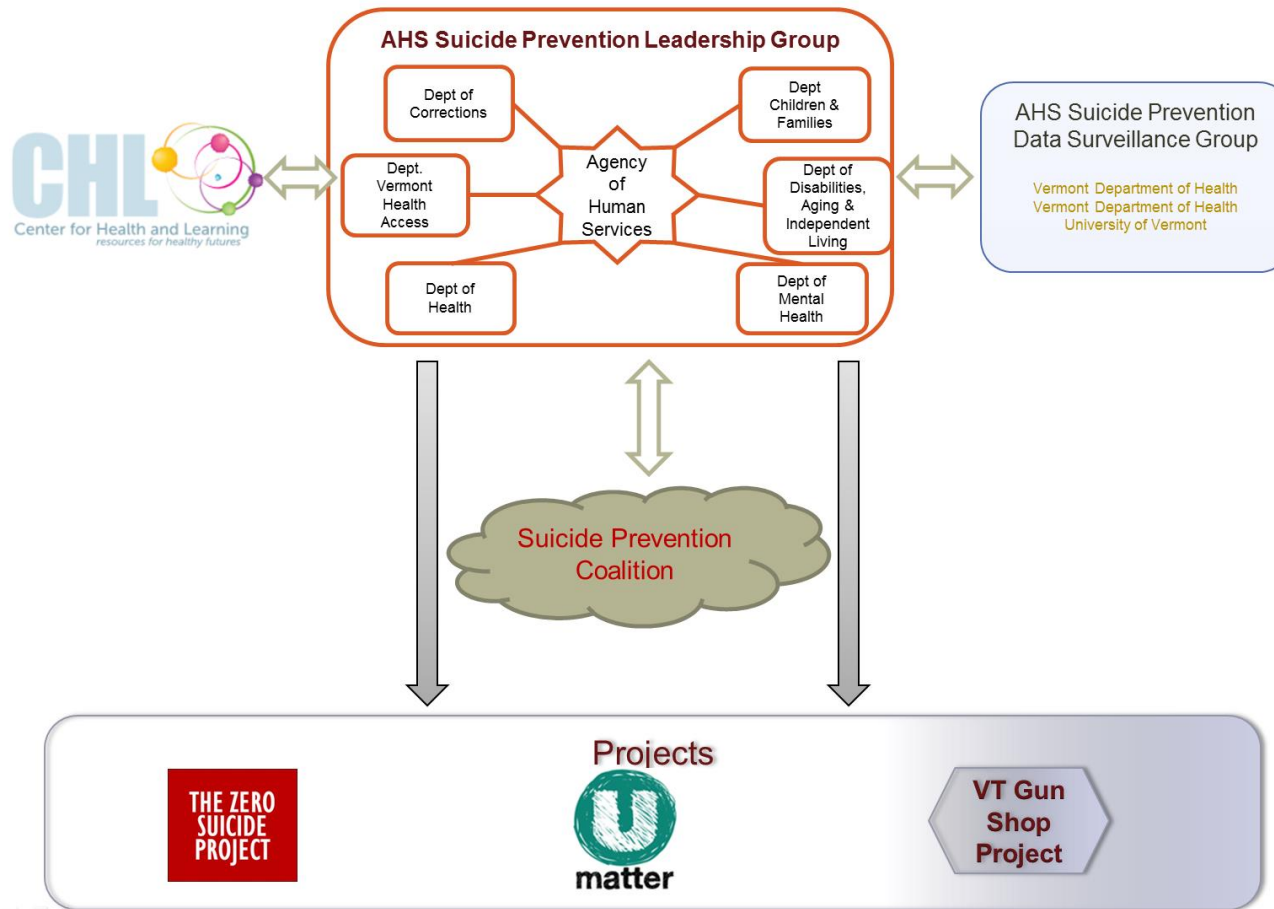 AHS Suicide Prevention Leadership Group
Dept of
Corrections
Dept
Children &
Families
CHL
Center for Health and Learning
resources for healthy futures
Dept.
Vermont
Health
Access
Agency
of
Human
Services
Dept of
Disabilities,
Aging &
Independent
Living
AHS Suicide Prevention
Data Surveillance Group
Vermont Department of Health
Vermont Department of Health
University of Vermont
Dept of
Health
Dept of
Mental
Health
Suicide Prevention
Coalition
Projects
THE ZERO
SUICIDE
PROJECT
U
matter
VT Gun
Shop
Project